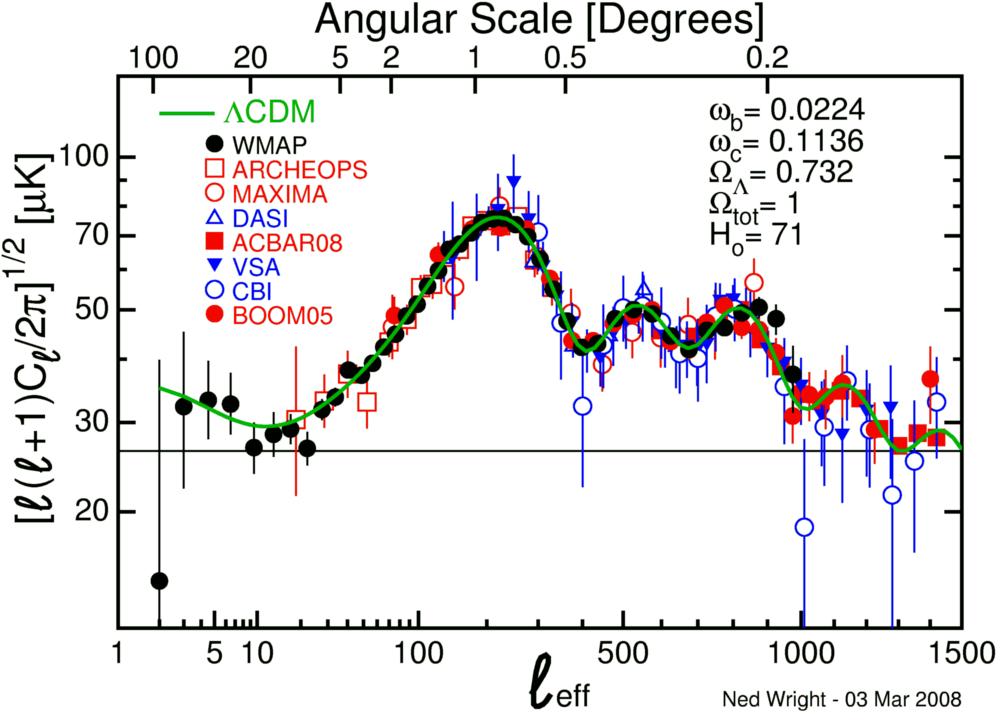 Angular Scale [Degrees]
100 20 5 2 1 0.5 0.2
ΛCDM
WMAP
ARCHEOPS
MAXIMA
DASI
ACBAR08
VSA
CBI
BOOM05
ω_b= 0.0224
ω_c= 0.1136
Ω_Λ= 0.732
Ω_tot= 1
H_o= 71
[ℓ(ℓ+1)C_ℓ/2π]^1/2 [μK]
100
70
50
30
20
1 5 10 100 500 1000 1500
ℓ_eff
Ned Wright - 03 Mar 2008